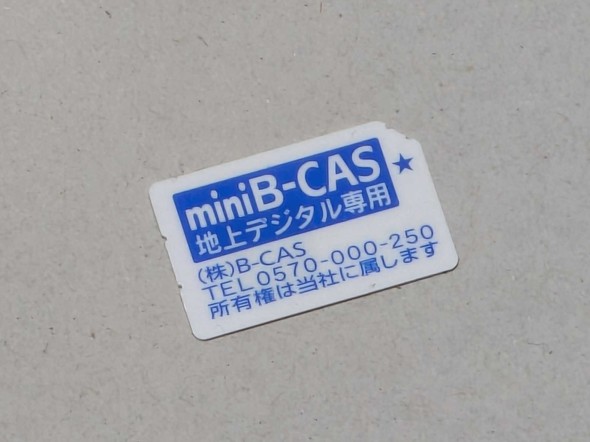 miniB-CAS
地上デジタル専用
★
(株)B-CAS
TEL0570-000-250
所有権は当社に属します